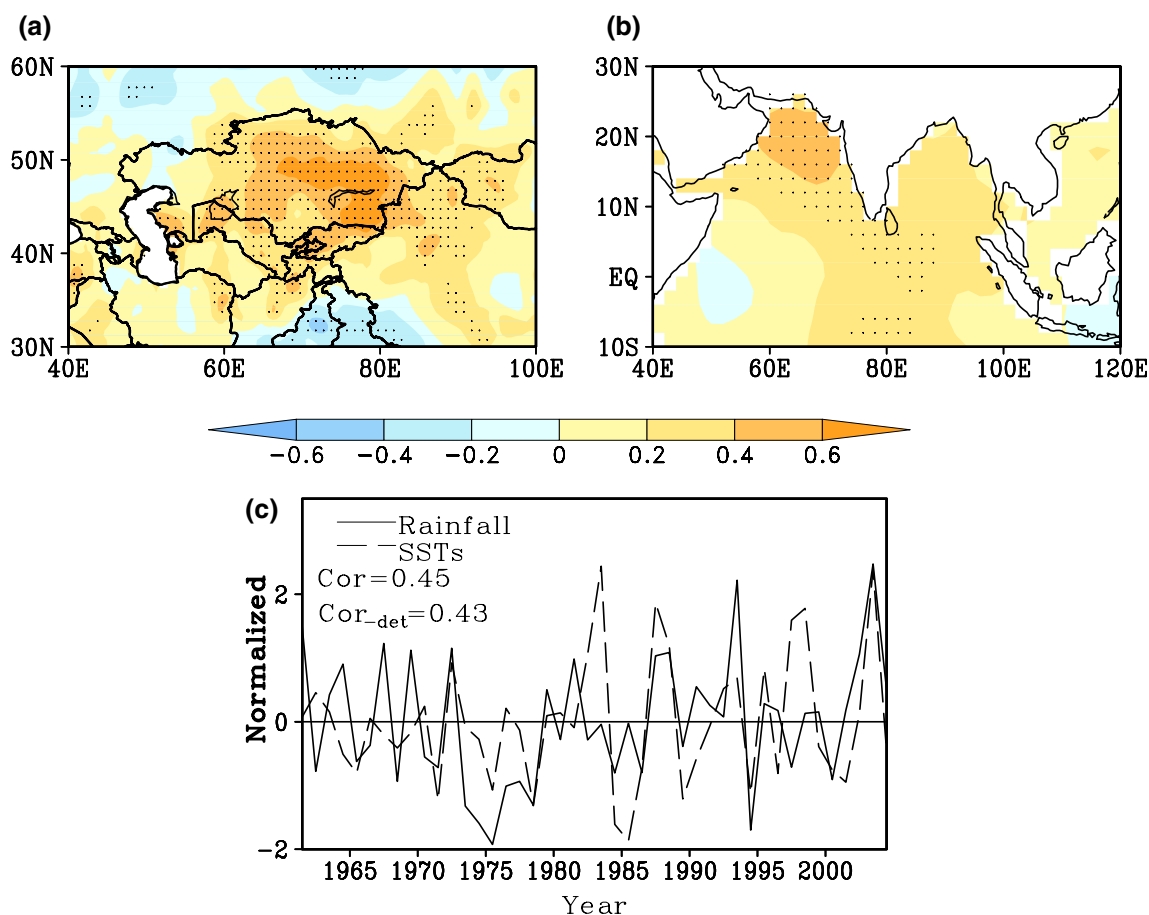 (a)
(b)
60N
50N
40N
30N
40E 60E 80E 100E
30N
20N
10N
EQ
10S
40E 60E 80E 100E 120E
−0.6 −0.4 −0.2 0 0.2 0.4 0.6
(c)
Rainfall
SSTs
Cor=0.45
Cor_det=0.43
Normalized
2
0
−2
1965 1970 1975 1980 1985 1990 1995 2000
Year